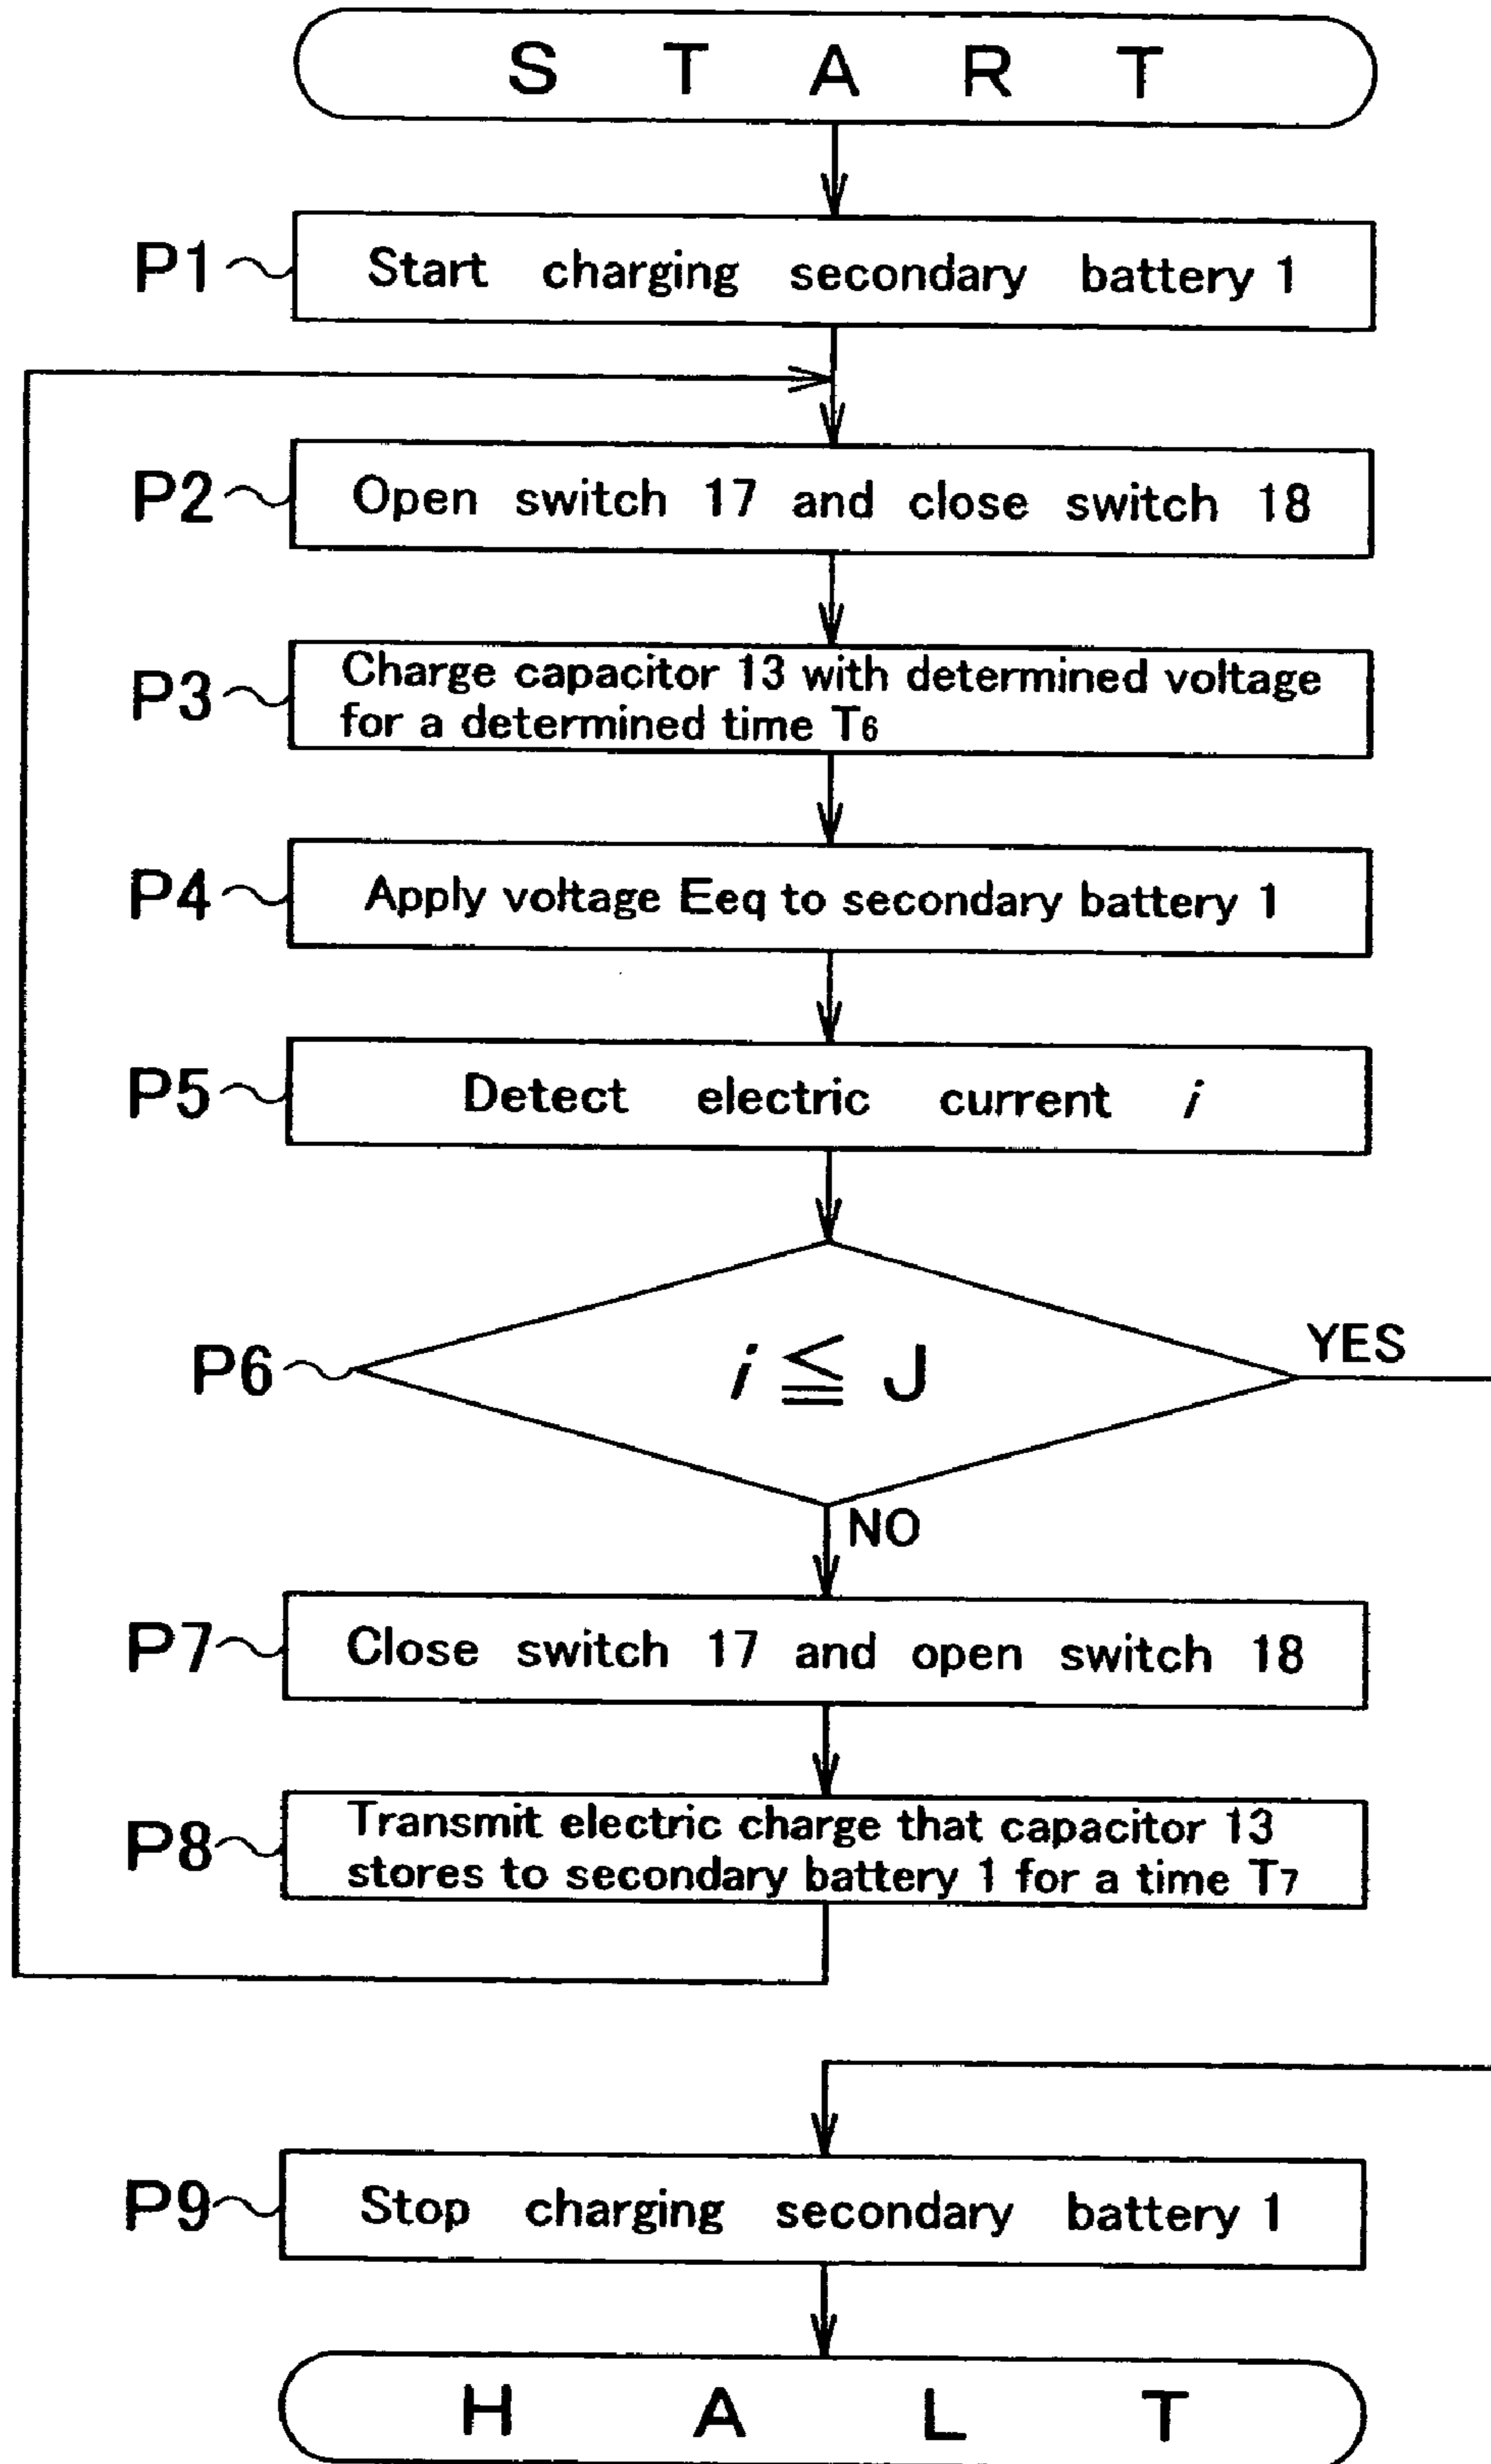 START
P1 Start charging secondary battery 1
P2 Open switch 17 and close switch 18
P3 Charge capacitor 13 with determined voltage
for a determined time T6
P4 Apply voltage Eeq to secondary battery 1
P5 Detect electric current i
P6 i ≦ J YES
NO
P7 Close switch 17 and open switch 18
P8 Transmit electric charge that capacitor 13
stores to secondary battery 1 for a time T7
P9 Stop charging secondary battery 1
HALT